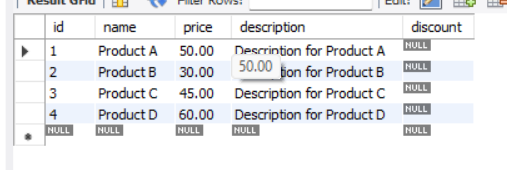 Result Grid Filter Rows: Edit:
id name price description discount
1 Product A 50.00 Description for Product A NULL
50.00
2 Product B 30.00 Description for Product B NULL
3 Product C 45.00 Description for Product C NULL
4 Product D 60.00 Description for Product D NULL
NULL NULL NULL NULL NULL